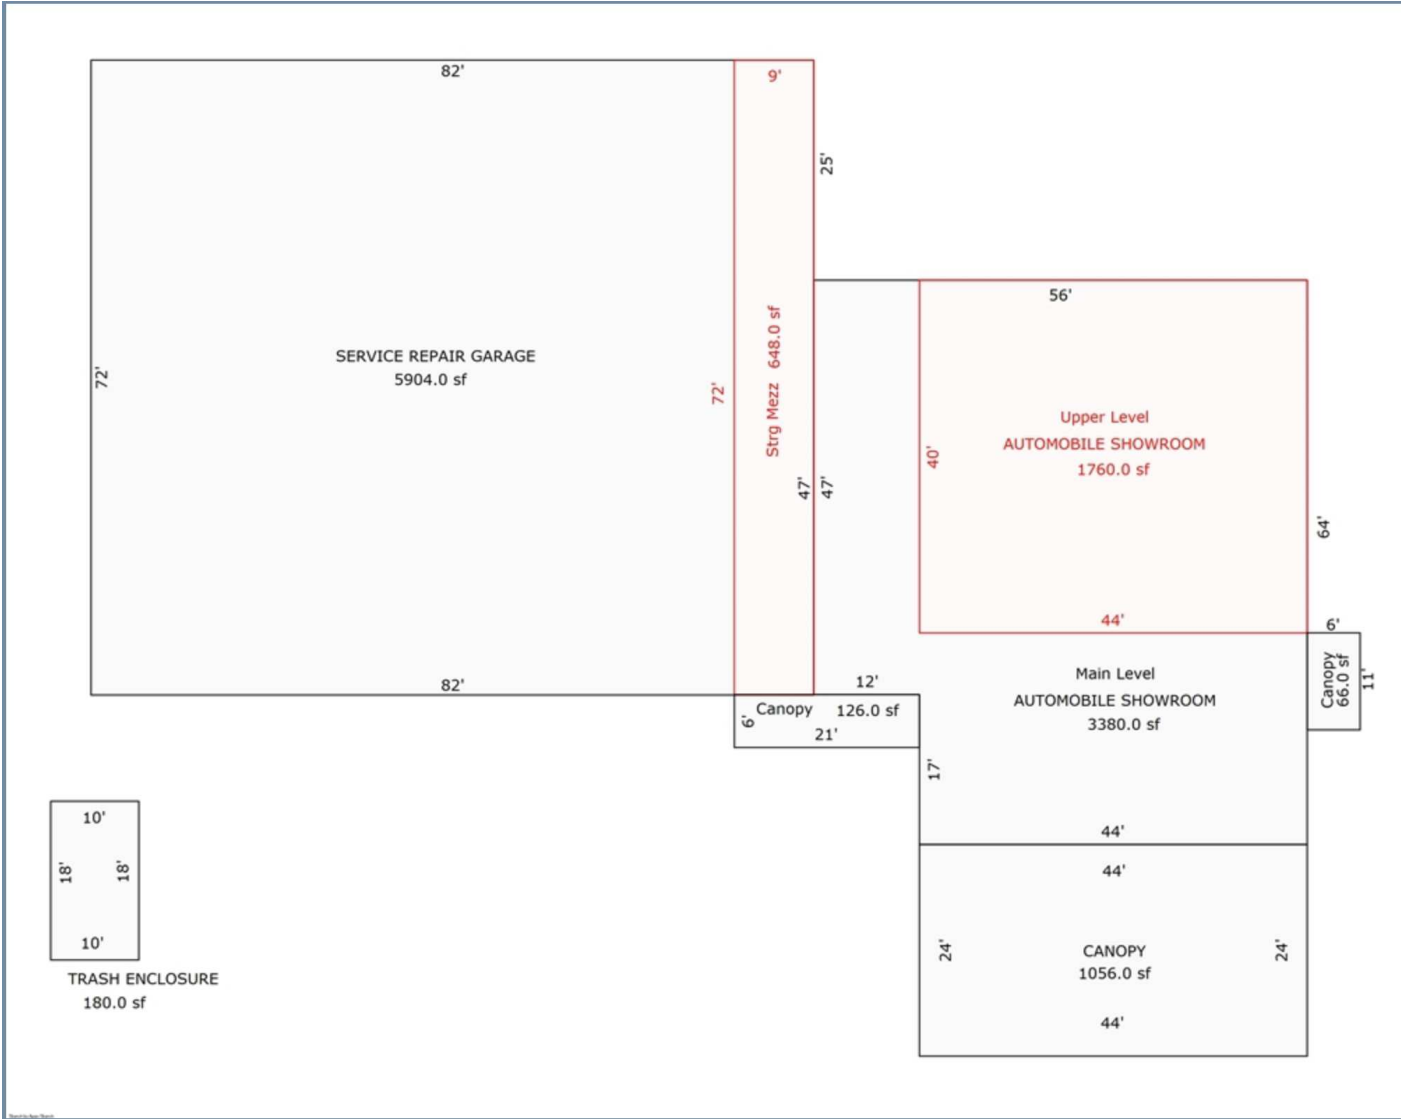 82'
9'
25'
56'
SERVICE REPAIR GARAGE
5904.0 sf
72'
72'
Strg Mezz 648.0 sf
47'
47'
Upper Level
AUTOMOBILE SHOWROOM
1760.0 sf
40'
44'
64'
6'
Canopy
66.0 sf
11'
Main Level
AUTOMOBILE SHOWROOM
3380.0 sf
82'
12'
Canopy 126.0 sf
6'
21'
17'
44'
44'
24'
24'
CANOPY
1056.0 sf
44'
10'
18'
18'
10'
TRASH ENCLOSURE
180.0 sf